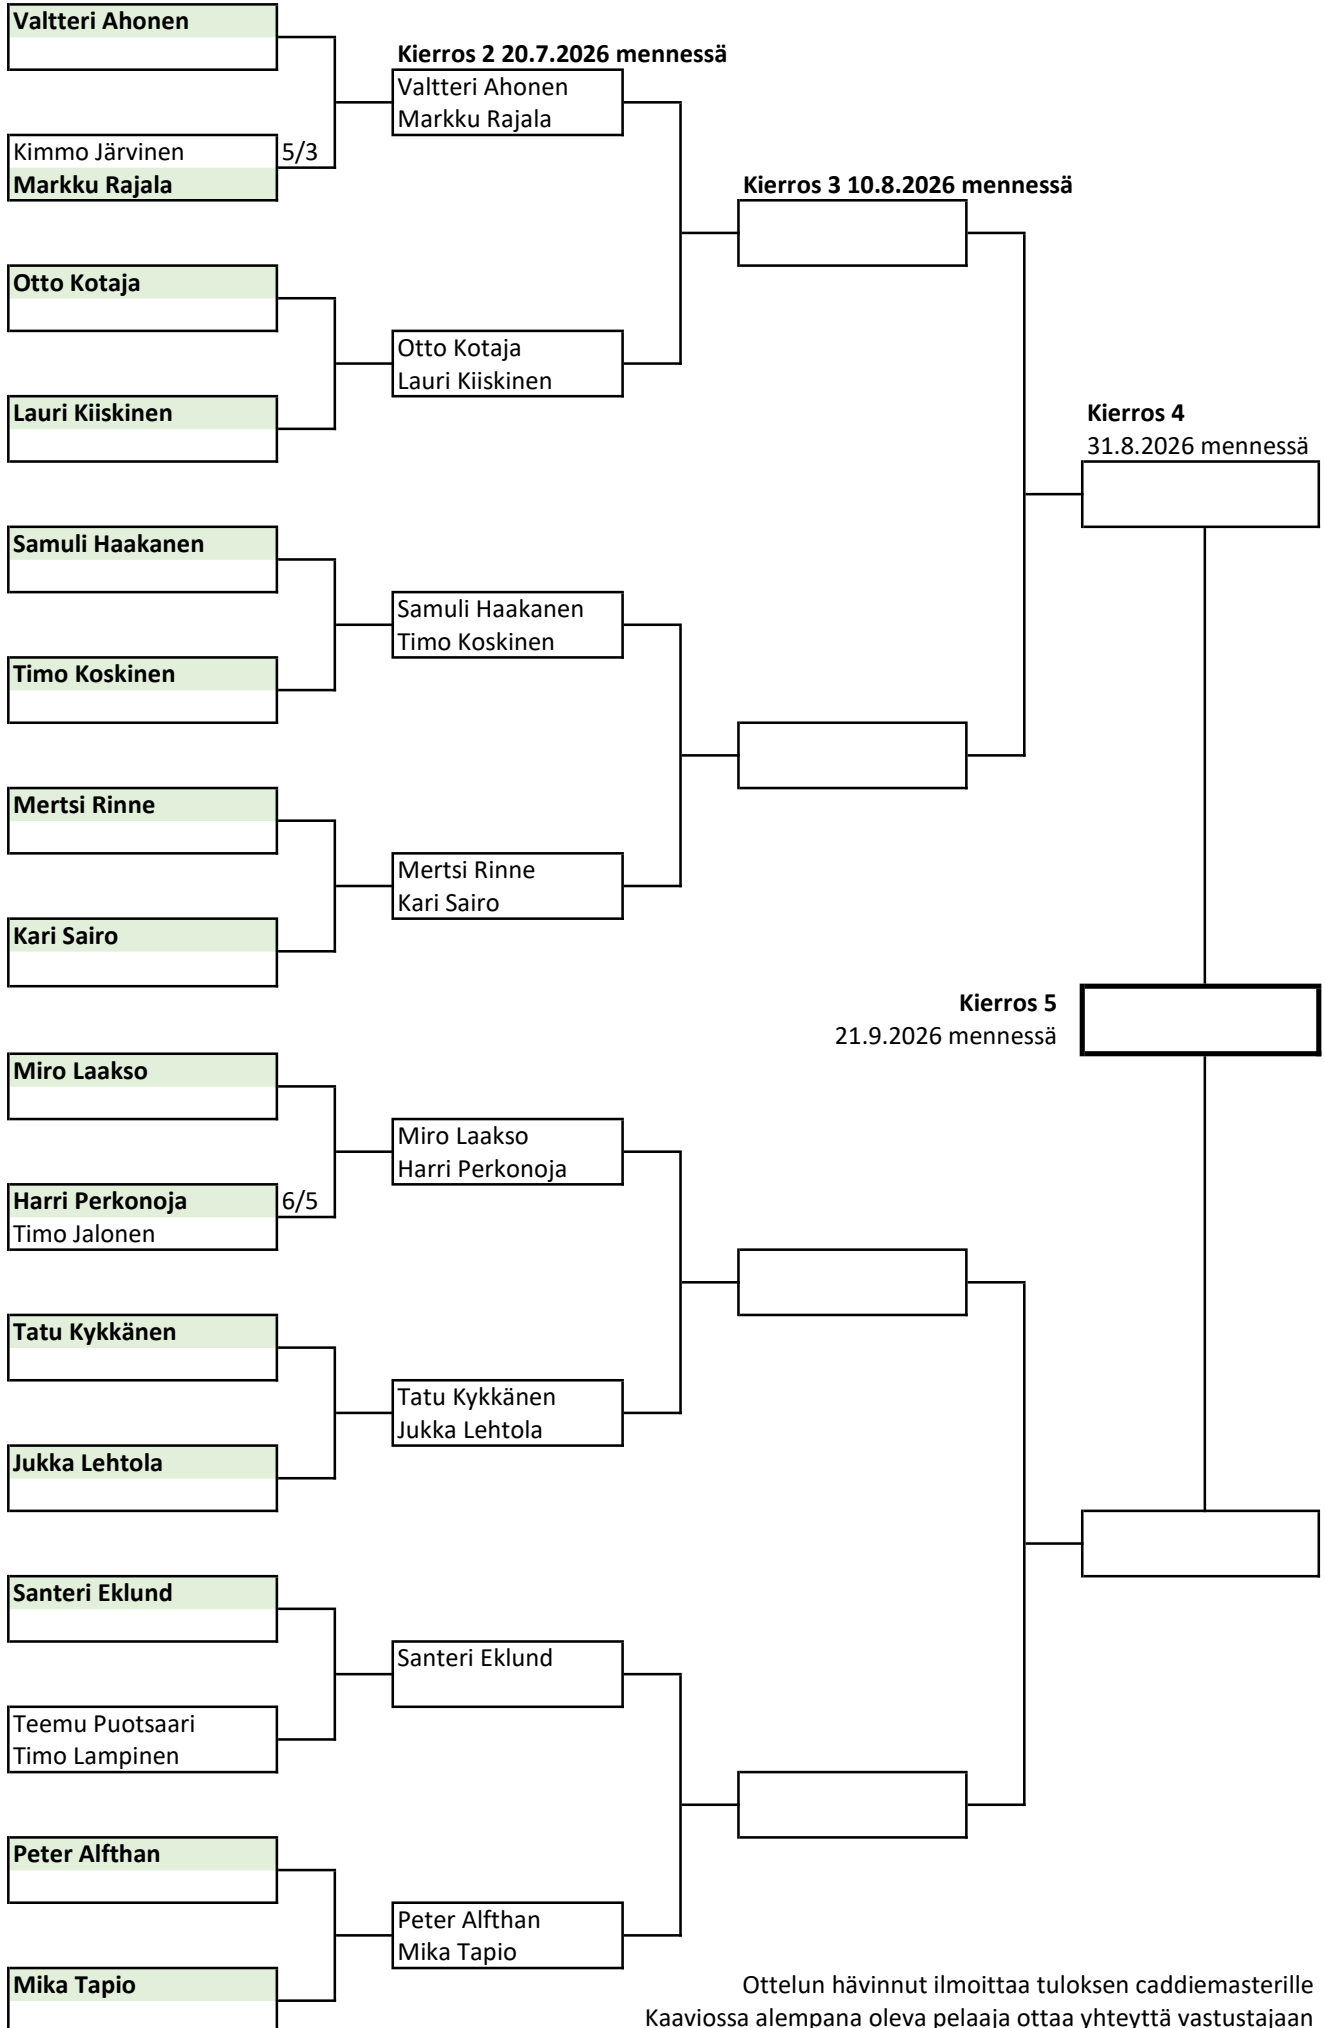 Valtteri Ahonen
Kierros 2 20.7.2026 mennessä
Valtteri Ahonen
Markku Rajala
Kimmo Järvinen 5/3
Markku Rajala
Kierros 3 10.8.2026 mennessä
Otto Kotaja
Otto Kotaja
Lauri Kiiskinen
Lauri Kiiskinen
Kierros 4
31.8.2026 mennessä
Samuli Haakanen
Samuli Haakanen
Timo Koskinen
Timo Koskinen
Mertsi Rinne
Mertsi Rinne
Kari Sairo
Kari Sairo
Kierros 5
21.9.2026 mennessä
Miro Laakso
Miro Laakso
Harri Perkonoja
Harri Perkonoja 6/5
Timo Jalonen
Tatu Kykkänen
Tatu Kykkänen
Jukka Lehtola
Jukka Lehtola
Santeri Eklund
Santeri Eklund
Teemu Puotsaari
Timo Lampinen
Peter Alfthan
Peter Alfthan
Mika Tapio
Mika Tapio
Ottelun hävinnut ilmoittaa tuloksen caddiemasterille
Kaaviossa alempana oleva pelaaja ottaa yhteyttä vastustajaan